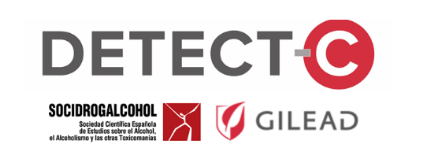 DETECT-C
SOCIDROGALCOHOL
Sociedad Científica Española
de Estudios sobre el Alcohol,
el Alcoholismo y las otras Toxicomanías
GILEAD